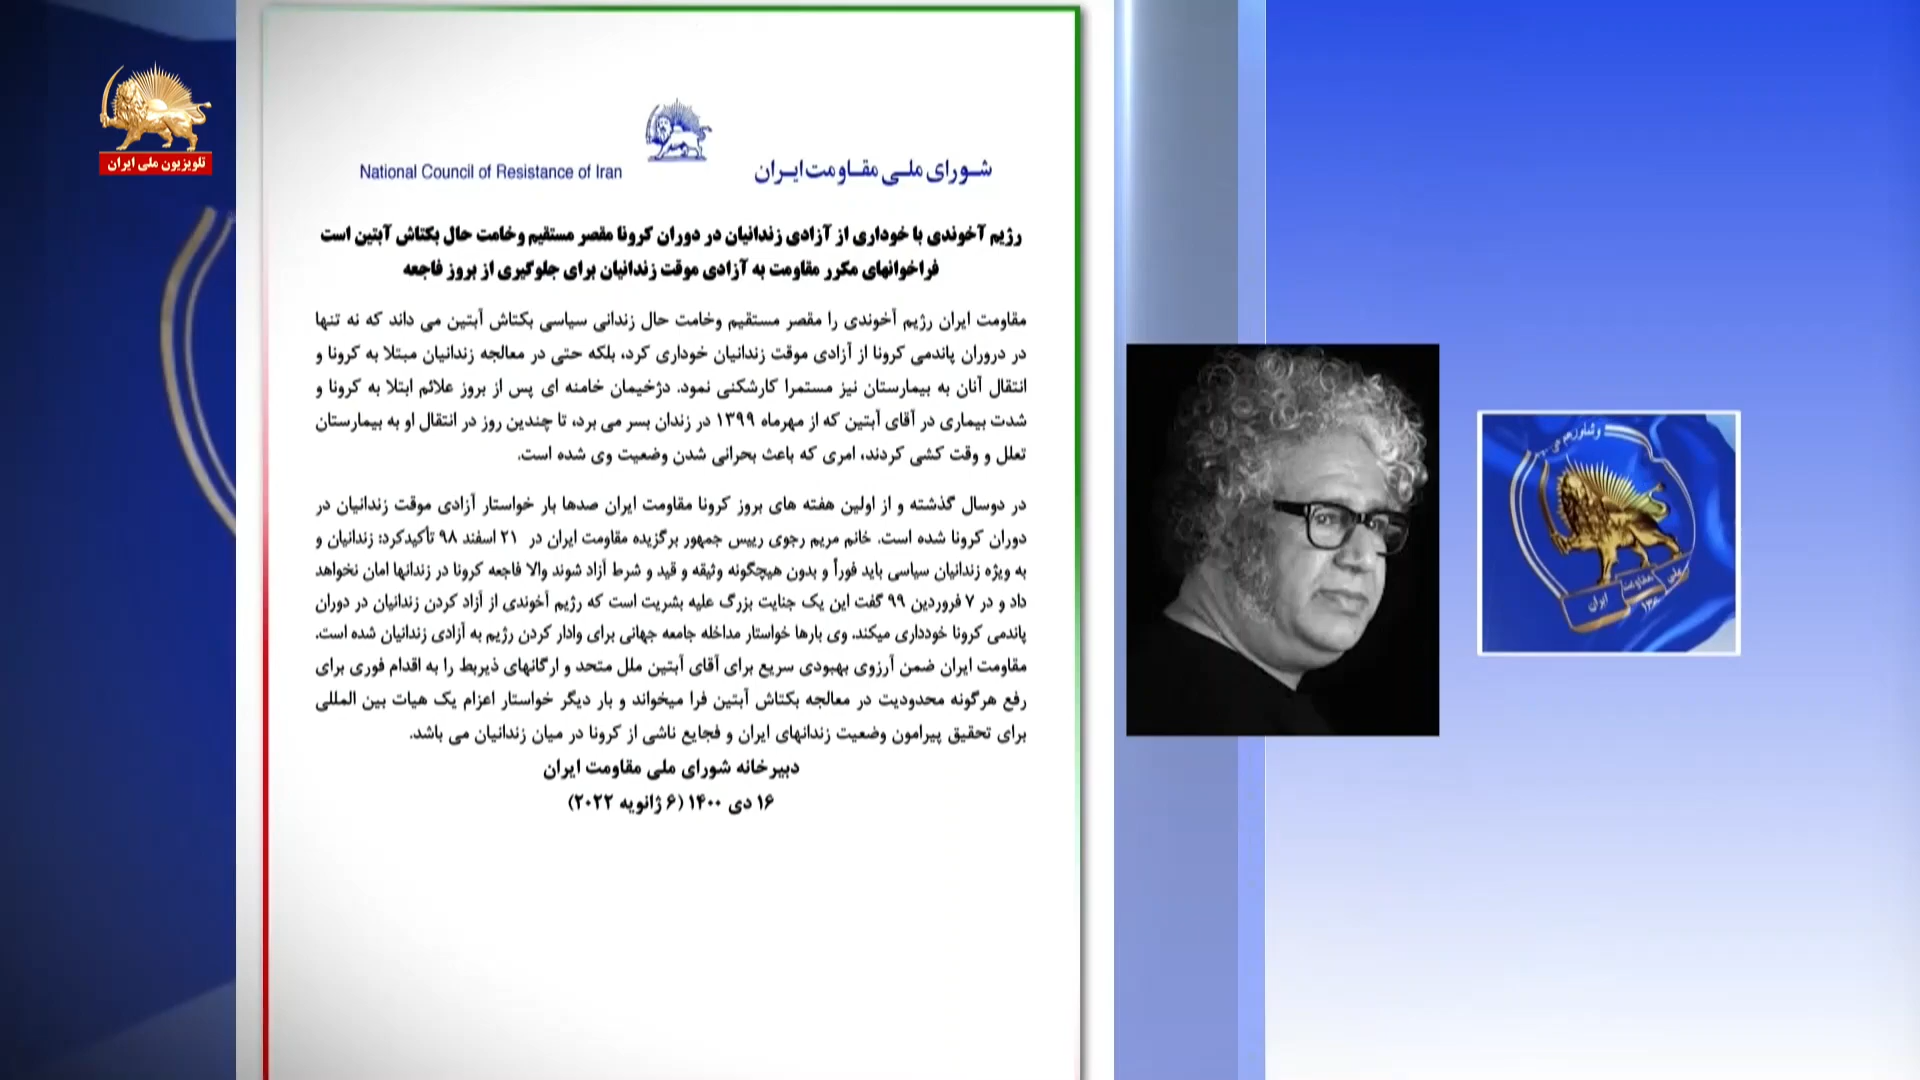 تلویزیون ملی ایران
National Council of Resistance of Iran
شورای ملی مقاومت ایران
رژیم آخوندی با خوداری از آزادی زندانیان در دوران کرونا مقصر مستقیم وخامت حال بکتاش آبتین است
فراخوانهای مکرر مقاومت به آزادی موقت زندانیان برای جلوگیری از بروز فاجعه
مقاومت ایران رژیم آخوندی را مقصر مستقیم وخامت حال زندانی سیاسی بکتاش آبتین می داند که نه تنها
در دروران پاندمی کرونا از آزادی موقت زندانیان خوداری کرد، بلکه حتی در معالجه زندانیان مبتلا به کرونا و
انتقال آنان به بیمارستان نیز مستمرا کارشکنی نمود. دژخیمان خامنه ای پس از بروز علائم ابتلا به کرونا و
شدت بیماری در آقای آبتین که از مهرماه ۱۳۹۹ در زندان بسر می برد، تا چندین روز در انتقال او به بیمارستان
تعلل و وقت کشی کردند، امری که باعث بحرانی شدن وضعیت وی شده است.
در دوسال گذشته و از اولین هفته های بروز کرونا مقاومت ایران صدها بار خواستار آزادی موقت زندانیان در
دوران کرونا شده است. خانم مریم رجوی رییس جمهور برگزیده مقاومت ایران در ۲۱ اسفند ۹۸ تأکیدکرد: زندانیان و
به ویژه زندانیان سیاسی باید فوراً و بدون هیچگونه وثیقه و قید و شرط آزاد شوند والا فاجعه کرونا در زندانها امان نخواهد
داد و در ۷ فروردین ۹۹ گفت این یک جنایت بزرگ علیه بشریت است که رژیم آخوندی از آزاد کردن زندانیان در دوران
پاندمی کرونا خودداری میکند. وی بارها خواستار مداخله جامعه جهانی برای وادار کردن رژیم به آزادی زندانیان شده است.
مقاومت ایران ضمن آرزوی بهبودی سریع برای آقای آبتین ملل متحد و ارگانهای ذیربط را به اقدام فوری برای
رفع هرگونه محدودیت در معالجه بکتاش آبتین فرا میخواند و بار دیگر خواستار اعزام یک هیات بین المللی
برای تحقیق پیرامون وضعیت زندانهای ایران و فجایع ناشی از کرونا در میان زندانیان می باشد.
دبیرخانه شورای ملی مقاومت ایران
۱۶ دی ۱۴۰۰ (۶ ژانویه ۲۰۲۲)
ملی
مقاومت
ایران